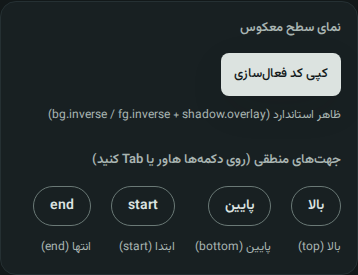 نمای سطح معکوس
کپی کد فعال‌سازی
ظاهر استاندارد (bg.inverse / fg.inverse + shadow.overlay)
جهت‌های منطقی (روی دکمه‌ها هاور یا Tab کنید)
بالا پایین start end
بالا (top) پایین (bottom) ابتدا (start) انتها (end)